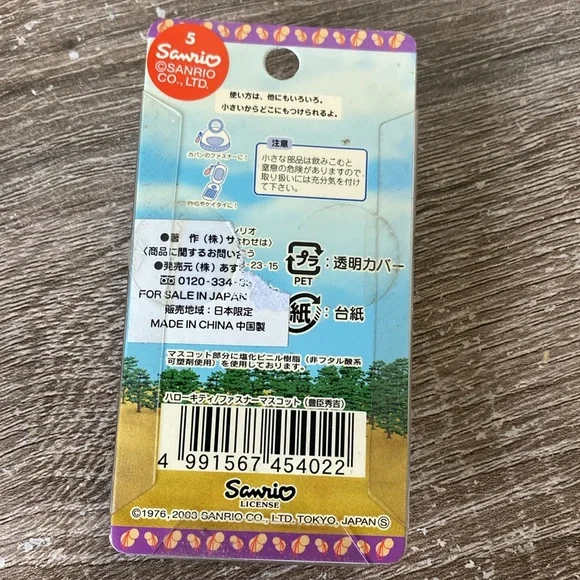 5
Sanrio
©SANRIO
CO., LTD.
使い方は、他にもいろいろ。
小さいからどこにもつけられるよ。
カバンのファスナーに!
PHSやケイタイに!
注意
小さな部品は飲みこむと
窒息の危険がありますので、
取り扱いには充分気を付け
て下さい。
ンリオ
●著 作 (株) サ
わせは〉
〈商品に関するお問い
●発売元 (株) あす 23-15
0120-334-
FOR SALE IN JAPAN
販売地域：日本限定
MADE IN CHINA 中国製
プラ
PET
：透明カバー
紙
：台紙
マスコット部分に塩化ビニル樹脂 (非フタル酸系
可塑剤使用) を使用しております。
ハローキティ/ファスナーマスコット (豊臣秀吉)
4 991567 454022
Sanrio
LICENSE
©1976, 2003 SANRIO CO., LTD. TOKYO, JAPAN Ⓢ